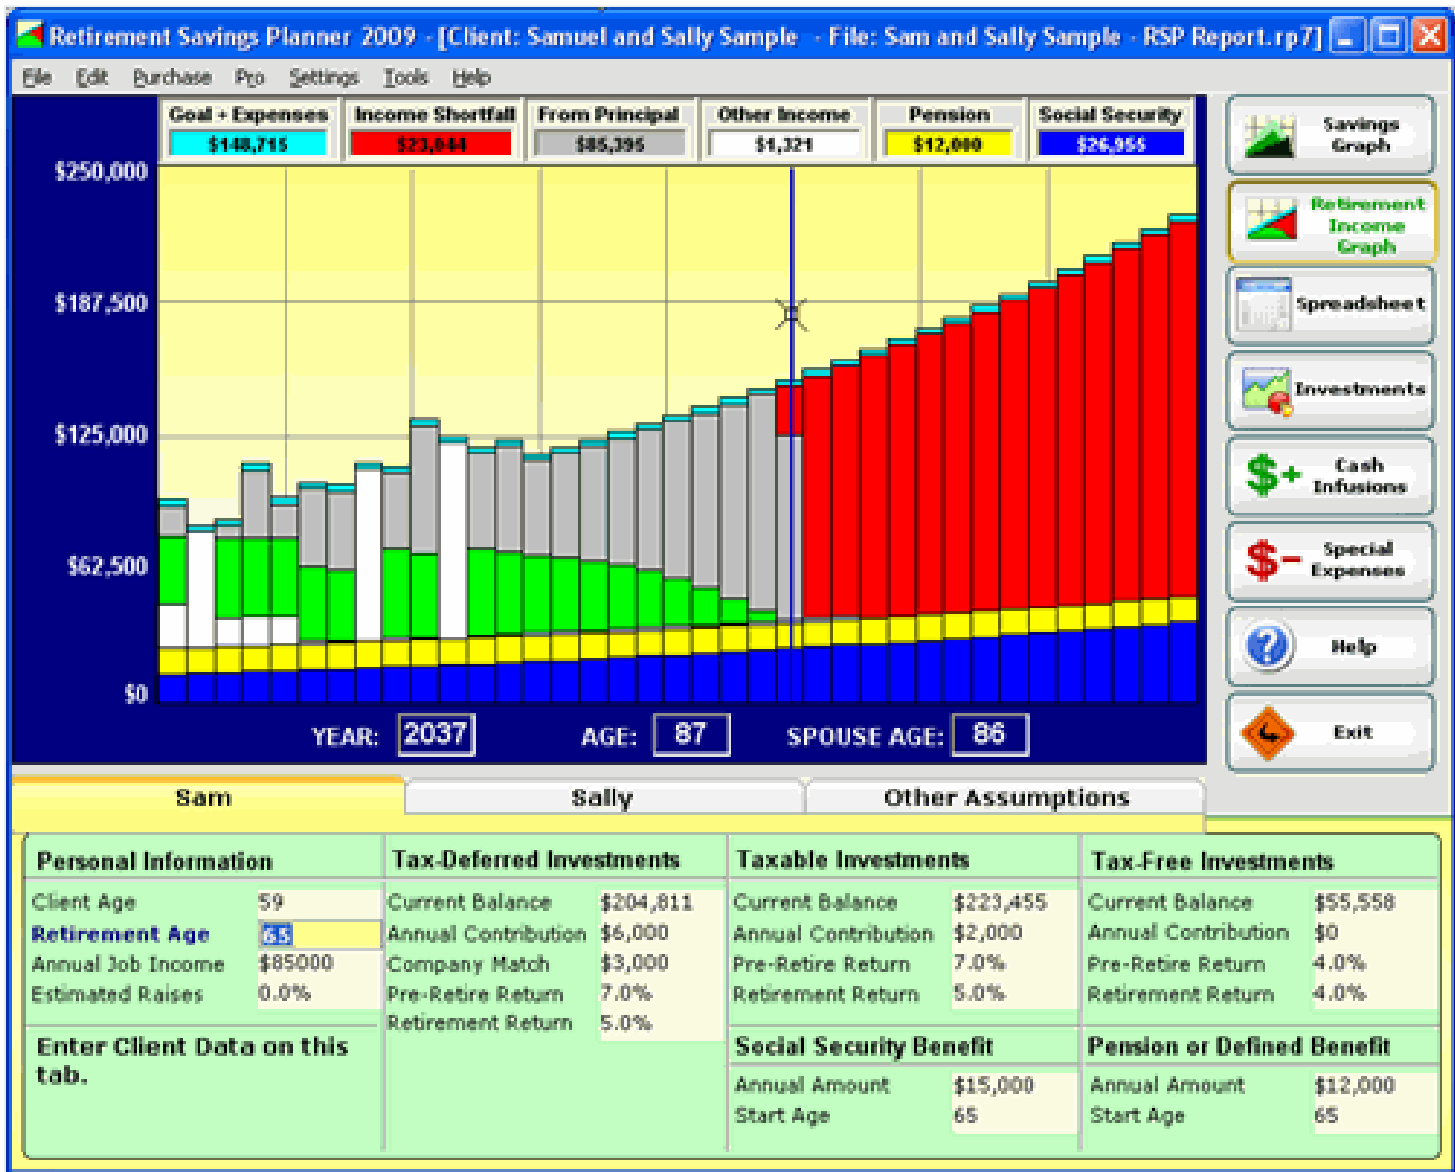 Retirement Savings Planner 2009 - [Client: Samuel and Sally Sample - File: Sam and Sally Sample - RSP Report.rp7]
File Edit Purchase Pro Settings Tools Help
Goal + Expenses Income Shortfall From Principal Other Income Pension Social Security
$148,715 $23,044 $85,395 $1,321 $12,000 $26,955
$250,000
$187,500
$125,000
$62,500
$0
YEAR: 2037 AGE: 87 SPOUSE AGE: 86
Savings
Graph
Retirement
Income
Graph
Spreadsheet
Investments
$+ Cash
Infusions
$- Special
Expenses
? Help
Exit
Sam Sally Other Assumptions
Personal Information
Client Age 59
Retirement Age 65
Annual Job Income $85000
Estimated Raises 0.0%
Enter Client Data on this
tab.
Tax-Deferred Investments
Current Balance $204,811
Annual Contribution $6,000
Company Match $3,000
Pre-Retire Return 7.0%
Retirement Return 5.0%
Taxable Investments
Current Balance $223,455
Annual Contribution $2,000
Pre-Retire Return 7.0%
Retirement Return 5.0%
Social Security Benefit
Annual Amount $15,000
Start Age 65
Tax-Free Investments
Current Balance $55,558
Annual Contribution $0
Pre-Retire Return 4.0%
Retirement Return 4.0%
Pension or Defined Benefit
Annual Amount $12,000
Start Age 65